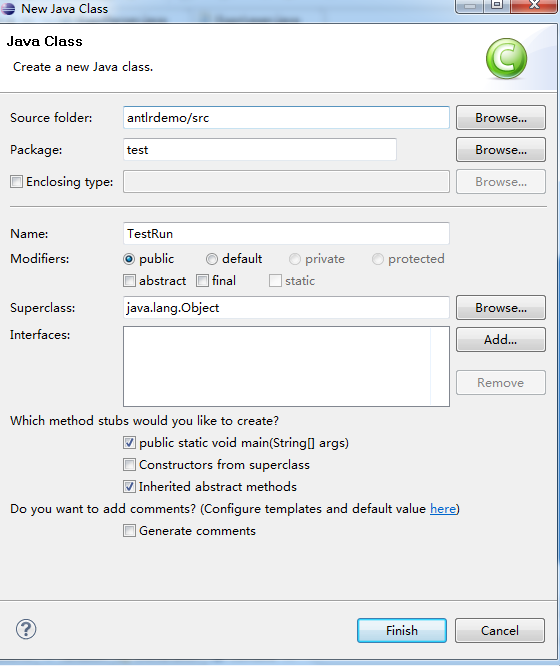 New Java Class
Java Class
Create a new Java class.
C
Source folder: antlrdemo/src Browse...
Package: test Browse...
Enclosing type: Browse...
Name: TestRun
Modifiers: public default private protected
abstract final static
Superclass: java.lang.Object Browse...
Interfaces: Add...
Remove
Which method stubs would you like to create?
public static void main(String[] args)
Constructors from superclass
Inherited abstract methods
Do you want to add comments? (Configure templates and default value here)
Generate comments
? Finish Cancel